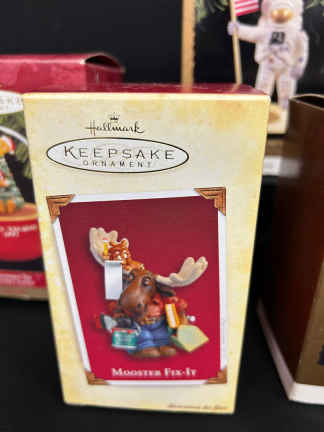 Hallmark
KEEPSAKE
ORNAMENT
MOOSTER FIX-IT